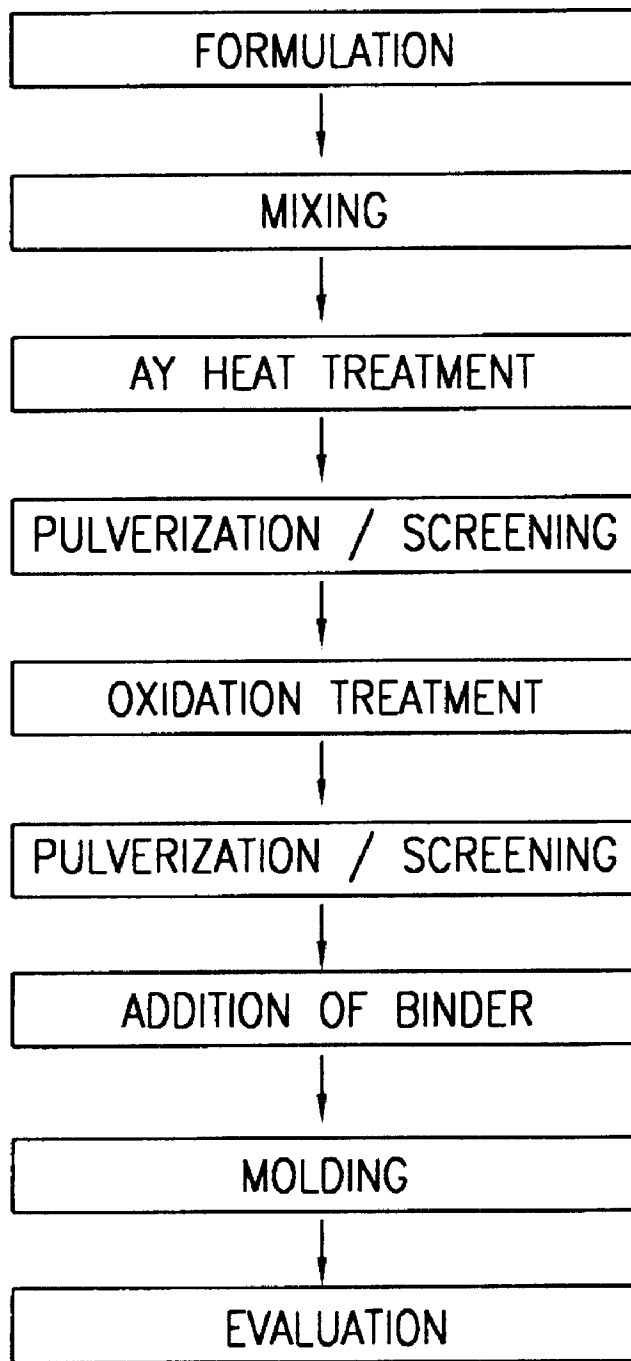 FORMULATION
MIXING
AY HEAT TREATMENT
PULVERIZATION / SCREENING
OXIDATION TREATMENT
PULVERIZATION / SCREENING
ADDITION OF BINDER
MOLDING
EVALUATION